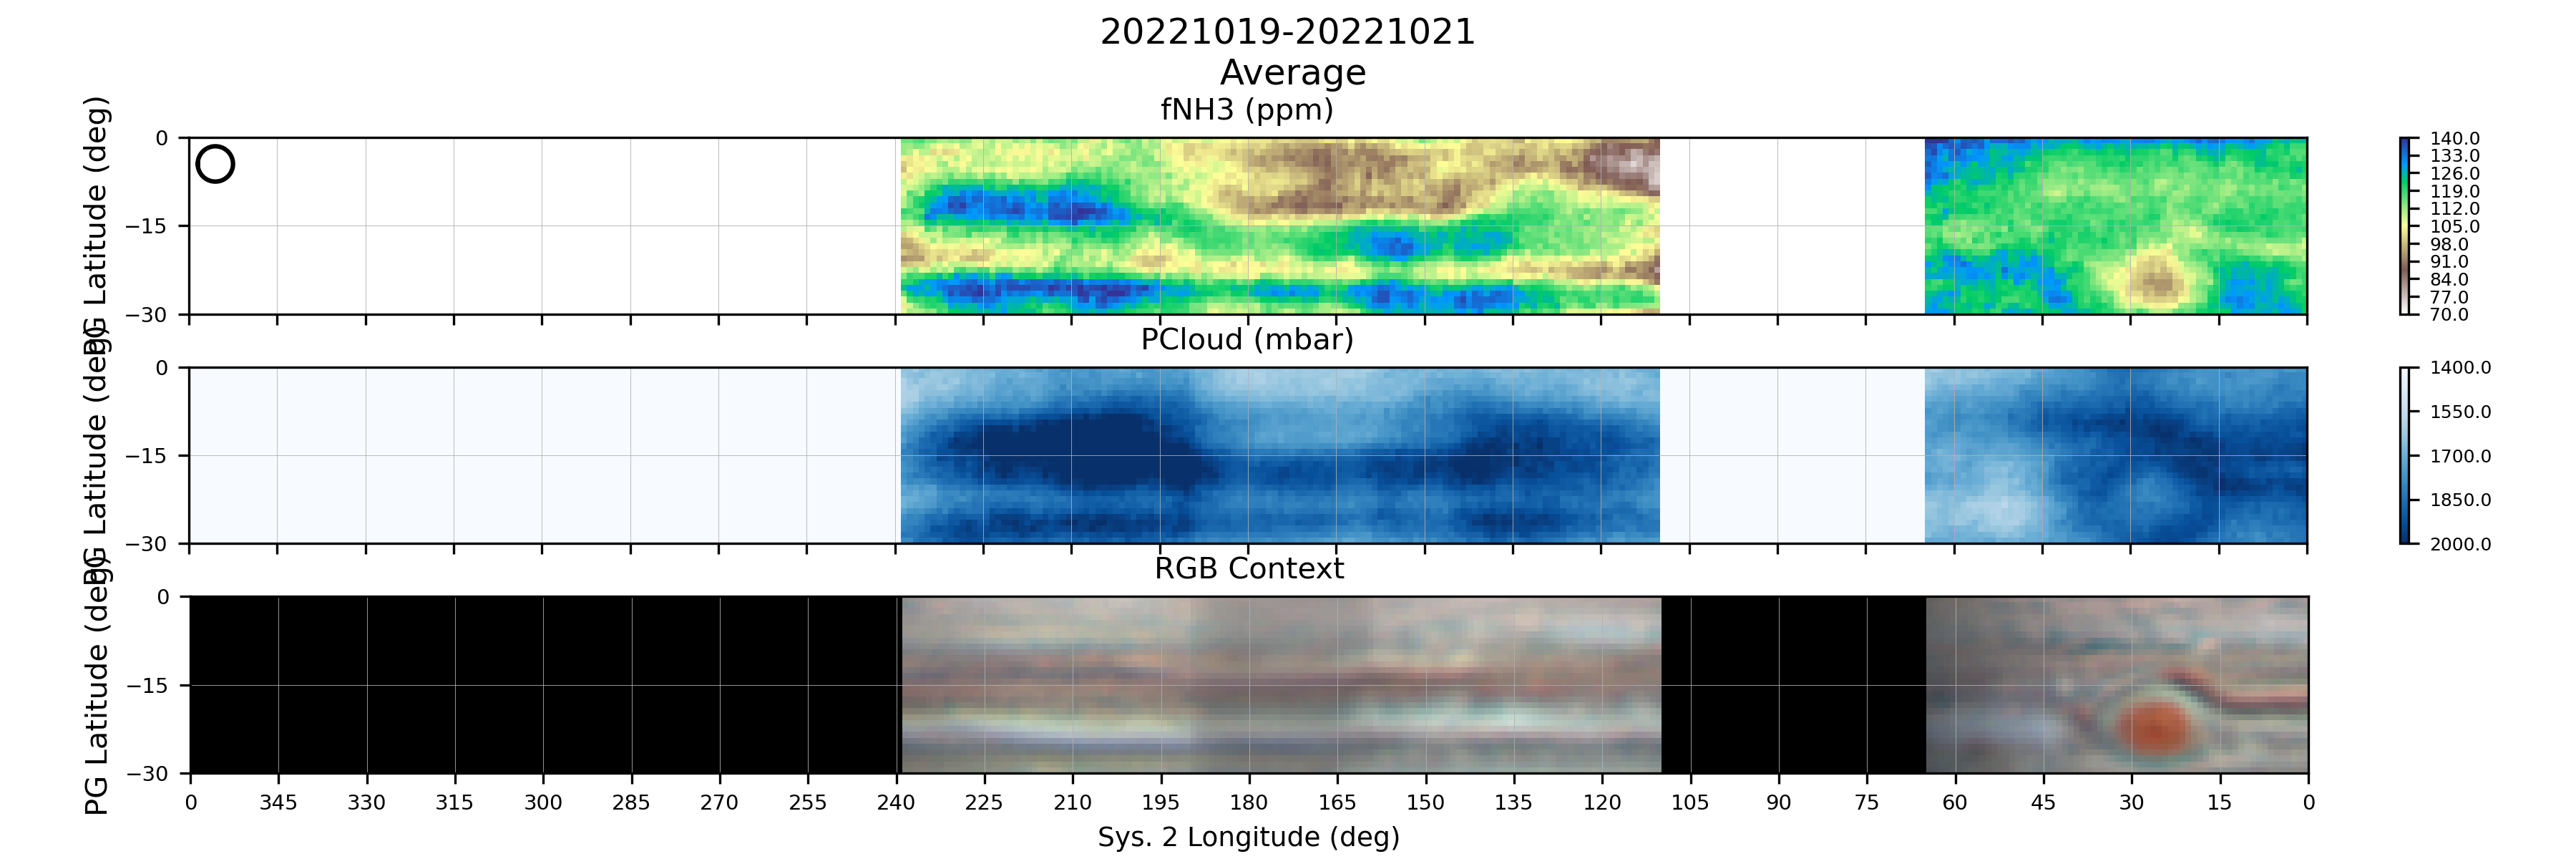 20221019-20221021
Average
fNH3 (ppm)
PG Latitude (deg)
0
−15
−30
140.0
133.0
126.0
119.0
112.0
105.0
98.0
91.0
84.0
77.0
70.0
PCloud (mbar)
PG Latitude (deg)
0
−15
−30
1400.0
1550.0
1700.0
1850.0
2000.0
RGB Context
PG Latitude (deg)
0
−15
−30
0 345 330 315 300 285 270 255 240 225 210 195 180 165 150 135 120 105 90 75 60 45 30 15 0
Sys. 2 Longitude (deg)